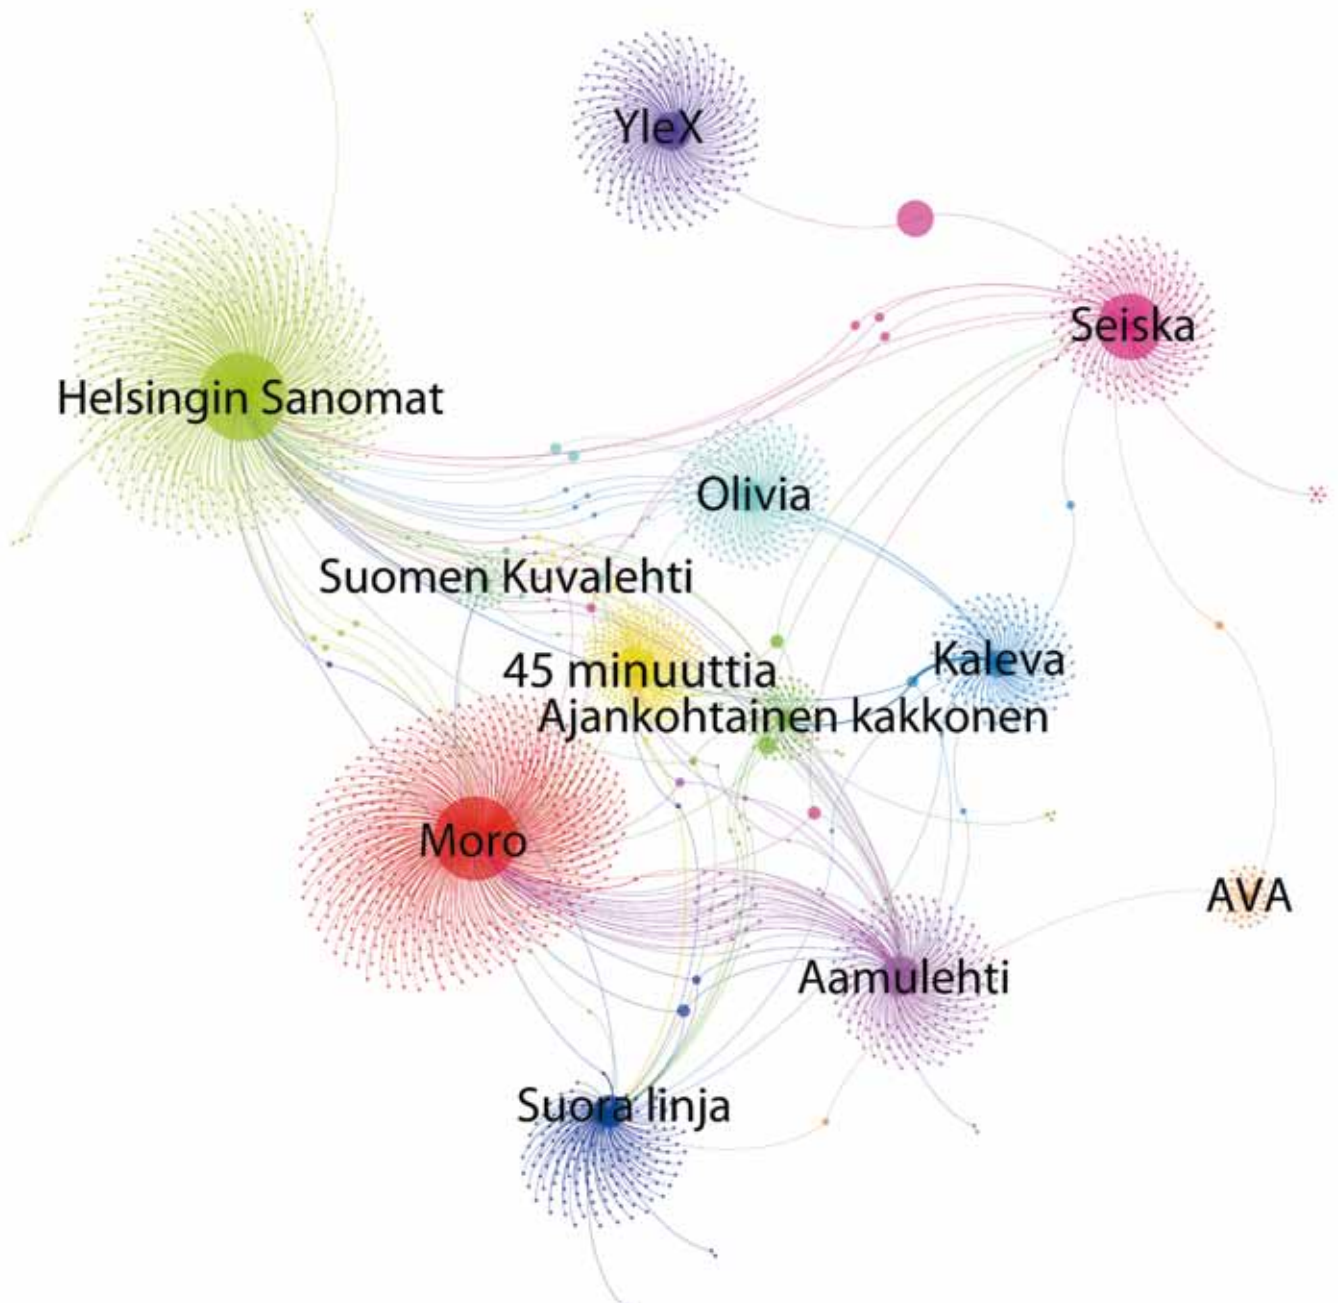 YleX
Seiska
Helsingin Sanomat
Olivia
Suomen Kuvalehti
45 minuuttia
Kaleva
Ajankohtainen kakkonen
Moro
AVA
Aamulehti
Suora linja